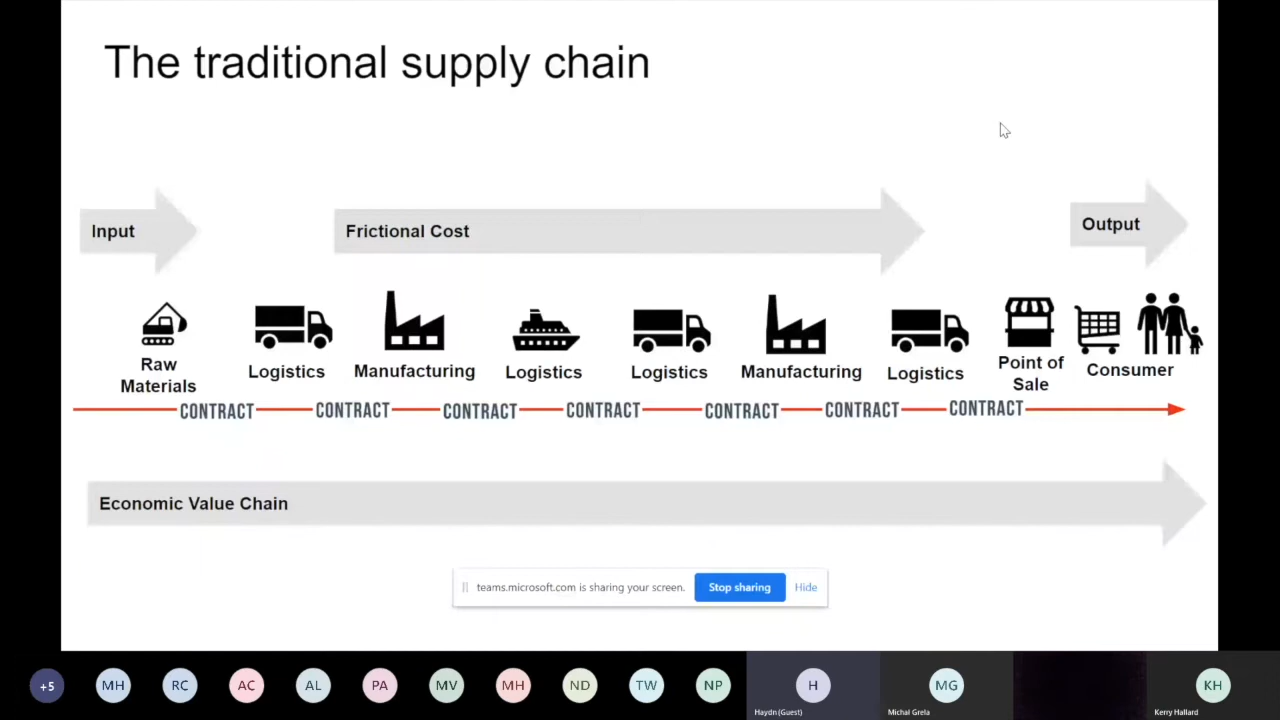 The traditional supply chain
Input
Frictional Cost
Output
Raw
Materials
Logistics
Manufacturing
Logistics
Logistics
Manufacturing
Logistics
Point of
Sale
Consumer
CONTRACT CONTRACT CONTRACT CONTRACT CONTRACT CONTRACT CONTRACT
Economic Value Chain
teams.microsoft.com is sharing your screen. Stop sharing Hide
+5 MH RC AC AL PA MV MH ND TW NP H MG KH
Haydn (Guest) Michal Grela Kerry Hallard